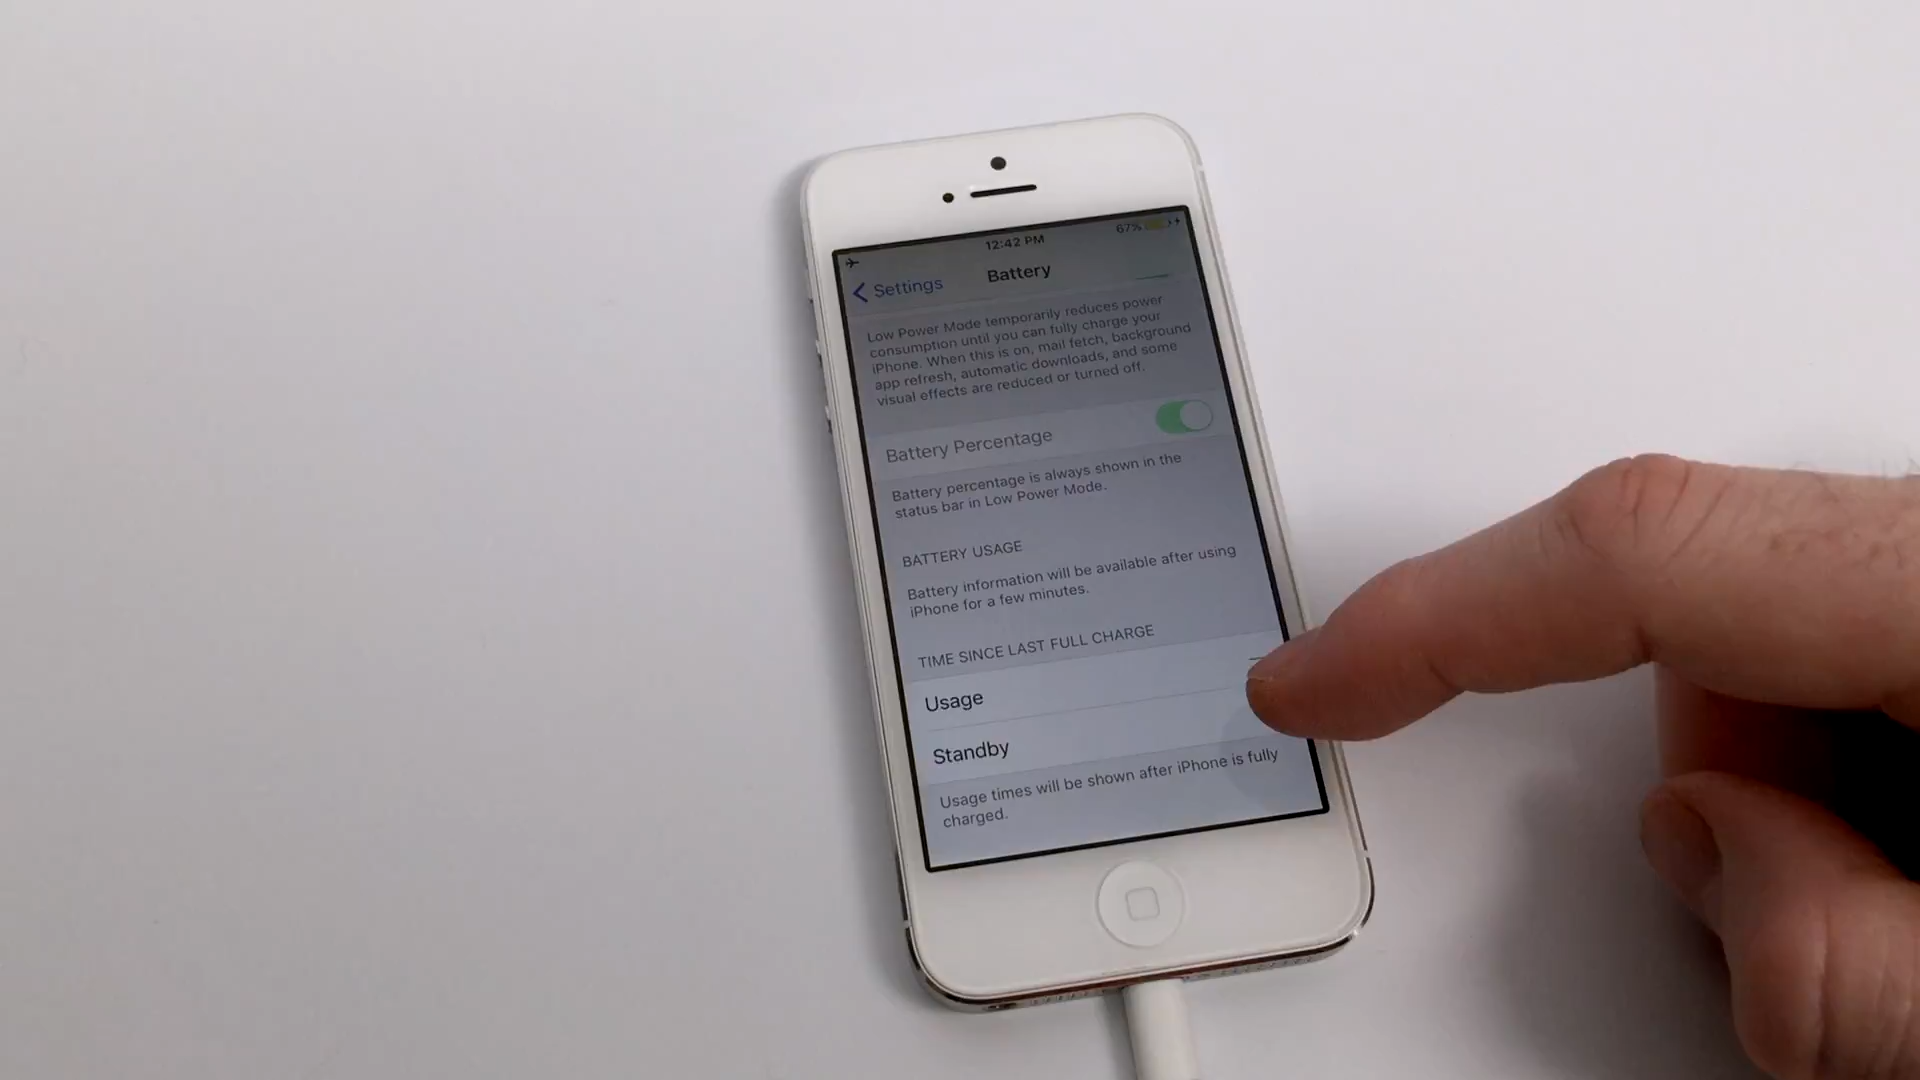 12:42 PM
67%
Settings
Battery
Low Power Mode temporarily reduces power
consumption until you can fully charge your
iPhone. When this is on, mail fetch, background
app refresh, automatic downloads, and some
visual effects are reduced or turned off.
Battery Percentage
Battery percentage is always shown in the
status bar in Low Power Mode.
BATTERY USAGE
Battery information will be available after using
iPhone for a few minutes.
TIME SINCE LAST FULL CHARGE
Usage
Standby
Usage times will be shown after iPhone is fully
charged.